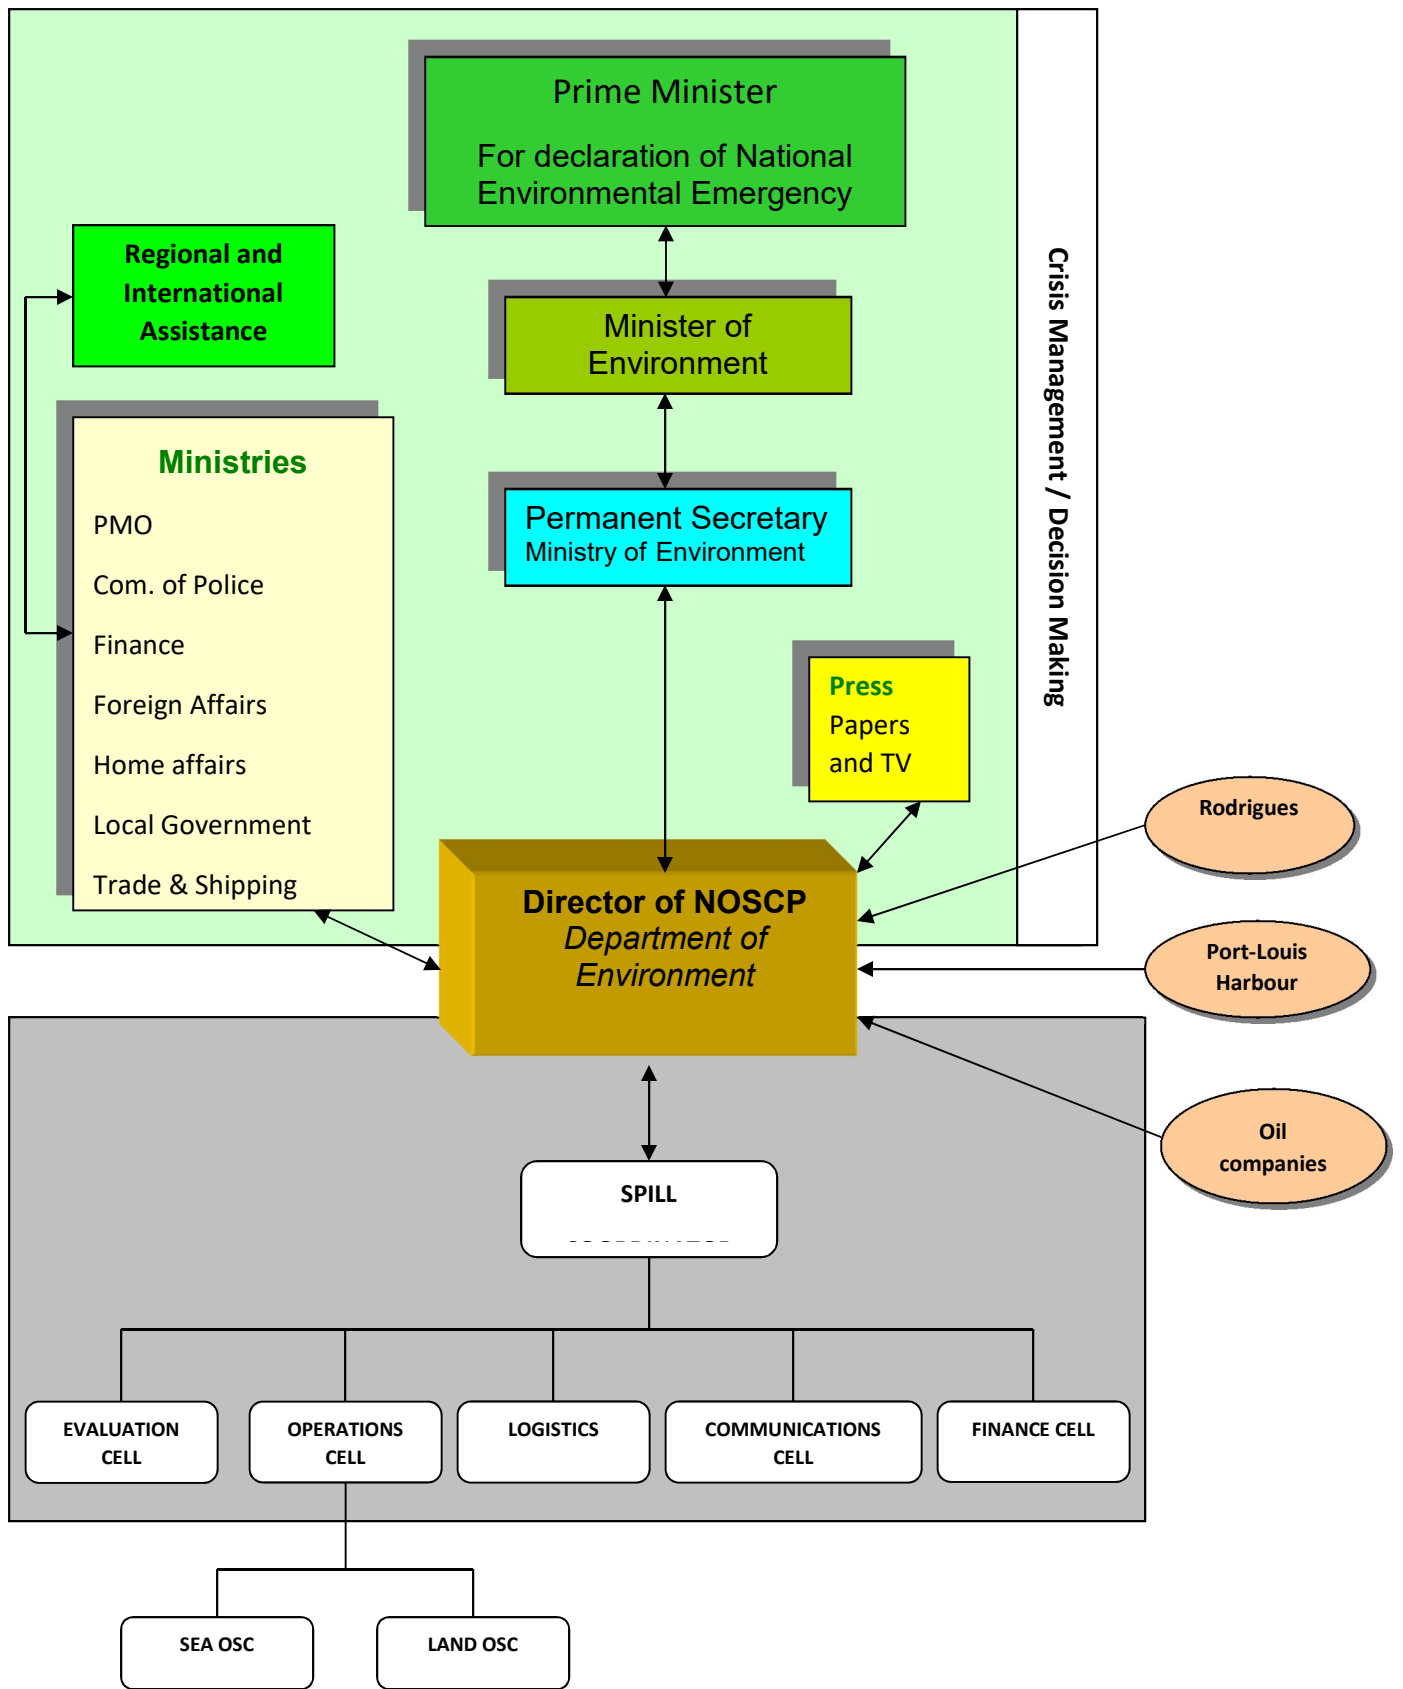 Prime Minister
For declaration of National
Environmental Emergency
Regional and
International
Assistance
Minister of
Environment
Ministries
PMO
Com. of Police
Finance
Foreign Affairs
Home affairs
Local Government
Trade & Shipping
Permanent Secretary
Ministry of Environment
Press
Papers
and TV
Crisis Management / Decision Making
Director of NOSCP
Department of
Environment
Rodrigues
Port-Louis
Harbour
Oil
companies
SPILL
EVALUATION
CELL
OPERATIONS
CELL
LOGISTICS
COMMUNICATIONS
CELL
FINANCE CELL
SEA OSC
LAND OSC